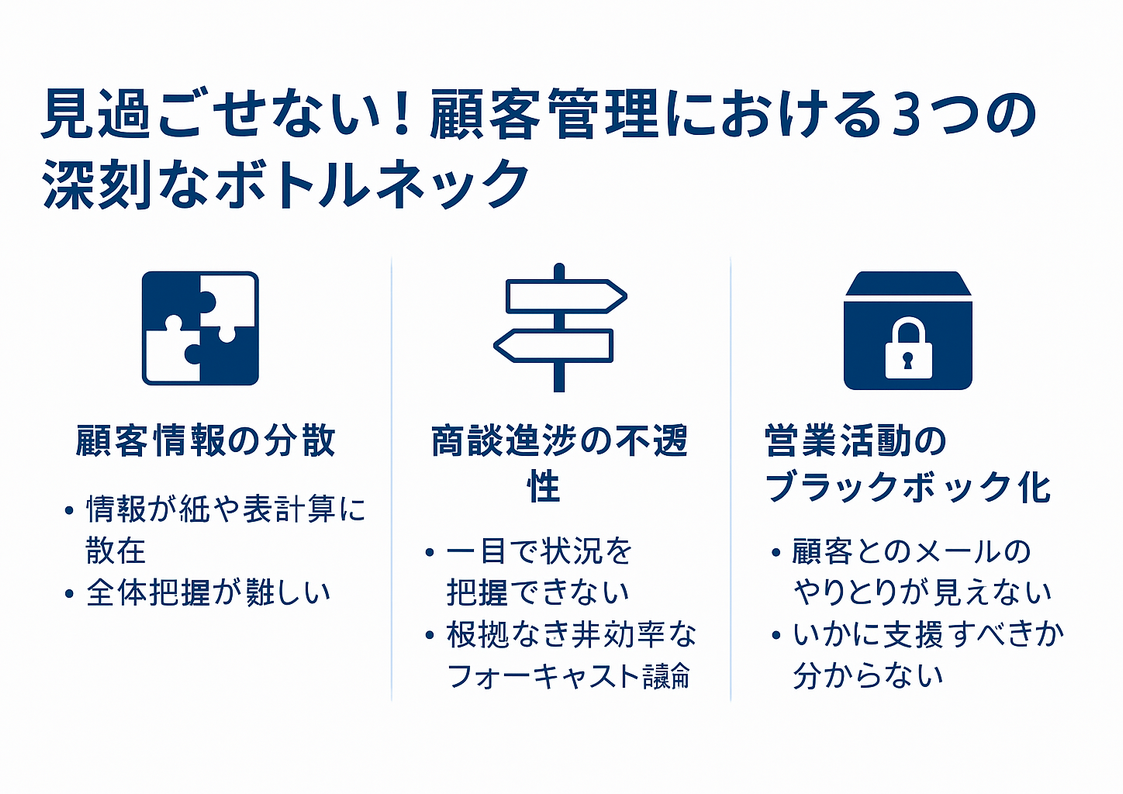 見過ごせない！顧客管理における3つの
深刻なボトルネック
顧客情報の分散
• 情報が紙や表計算に
散在
• 全体把握が難しい
商談進渉の不
性
• 一目で状況を
把握できない
• 根拠なき非効率な
フォーキャスト
営業活動の
ブラックボック化
• 顧客とのメールの
やりとりが見えない
• いかに支援すべきか
分からない